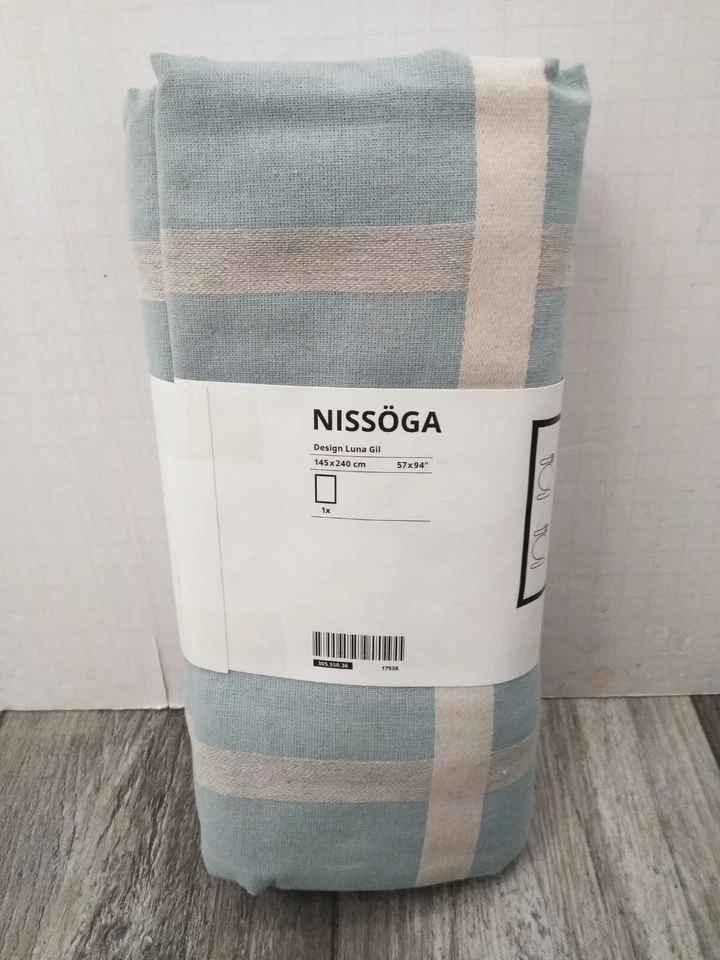 NISSÖGA
Design Luna Gil
145x240 cm 57x94"
1x
305.550.36 17938